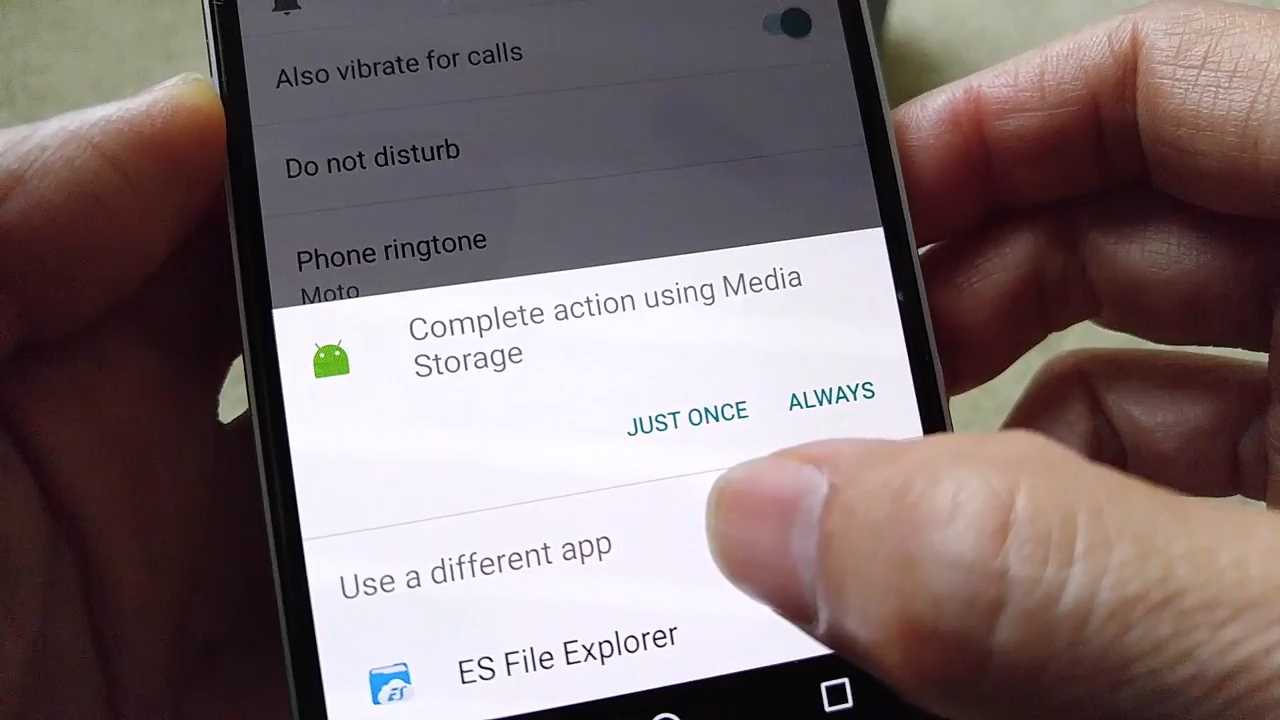 Also vibrate for calls
Do not disturb
Phone ringtone
Moto
Complete action using Media
Storage
JUST ONCE ALWAYS
Use a different app
ES File Explorer
ES